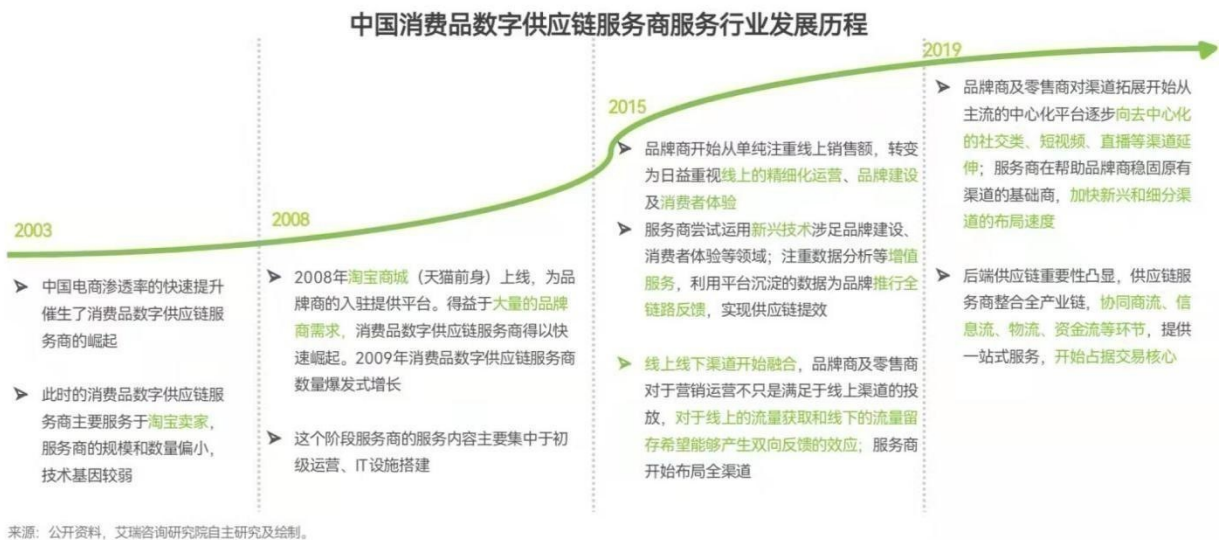 中国消费品数字供应链服务商服务行业发展历程
2003
中国电商渗透率的快速提升
催生了消费品数字供应链服
务商的崛起
此时的消费品数字供应链服
务商主要服务于淘宝卖家，
服务商的规模和数量偏小，
技术基因较弱
2008
2008年淘宝商城（天猫前身）上线，为品
牌商的入驻提供平台。得益于大量的品牌
商需求，消费品数字供应链服务商得以快
速崛起。2009年消费品数字供应链服务商
数量爆发式增长
这个阶段服务商的服务内容主要集中于初
级运营、IT设施搭建
2015
品牌商开始从单纯注重线上销售额，转变
为日益重视线上的精细化运营、品牌建设
及消费者体验
服务商尝试运用新兴技术涉足品牌建设、
消费者体验等领域；注重数据分析等增值
服务，利用平台沉淀的数据为品牌推行全
链路反馈，实现供应链提效
线上线下渠道开始融合，品牌商及零售商
对于营销运营不只是满足于线上渠道的投
放，对于线上的流量获取和线下的流量留
存希望能够产生双向反馈的效应；服务商
开始布局全渠道
2019
品牌商及零售商对渠道拓展开始从
主流的中心化平台逐步向去中心化
的社交类、短视频、直播等渠道延
伸；服务商在帮助品牌商稳固原有
渠道的基础商，加快新兴和细分渠
道的布局速度
后端供应链重要性凸显，供应链服
务商整合全产业链，协同商流、信
息流、物流、资金流等环节，提供
一站式服务，开始占据交易核心
来源：公开资料，艾瑞咨询研究院自主研究及绘制。